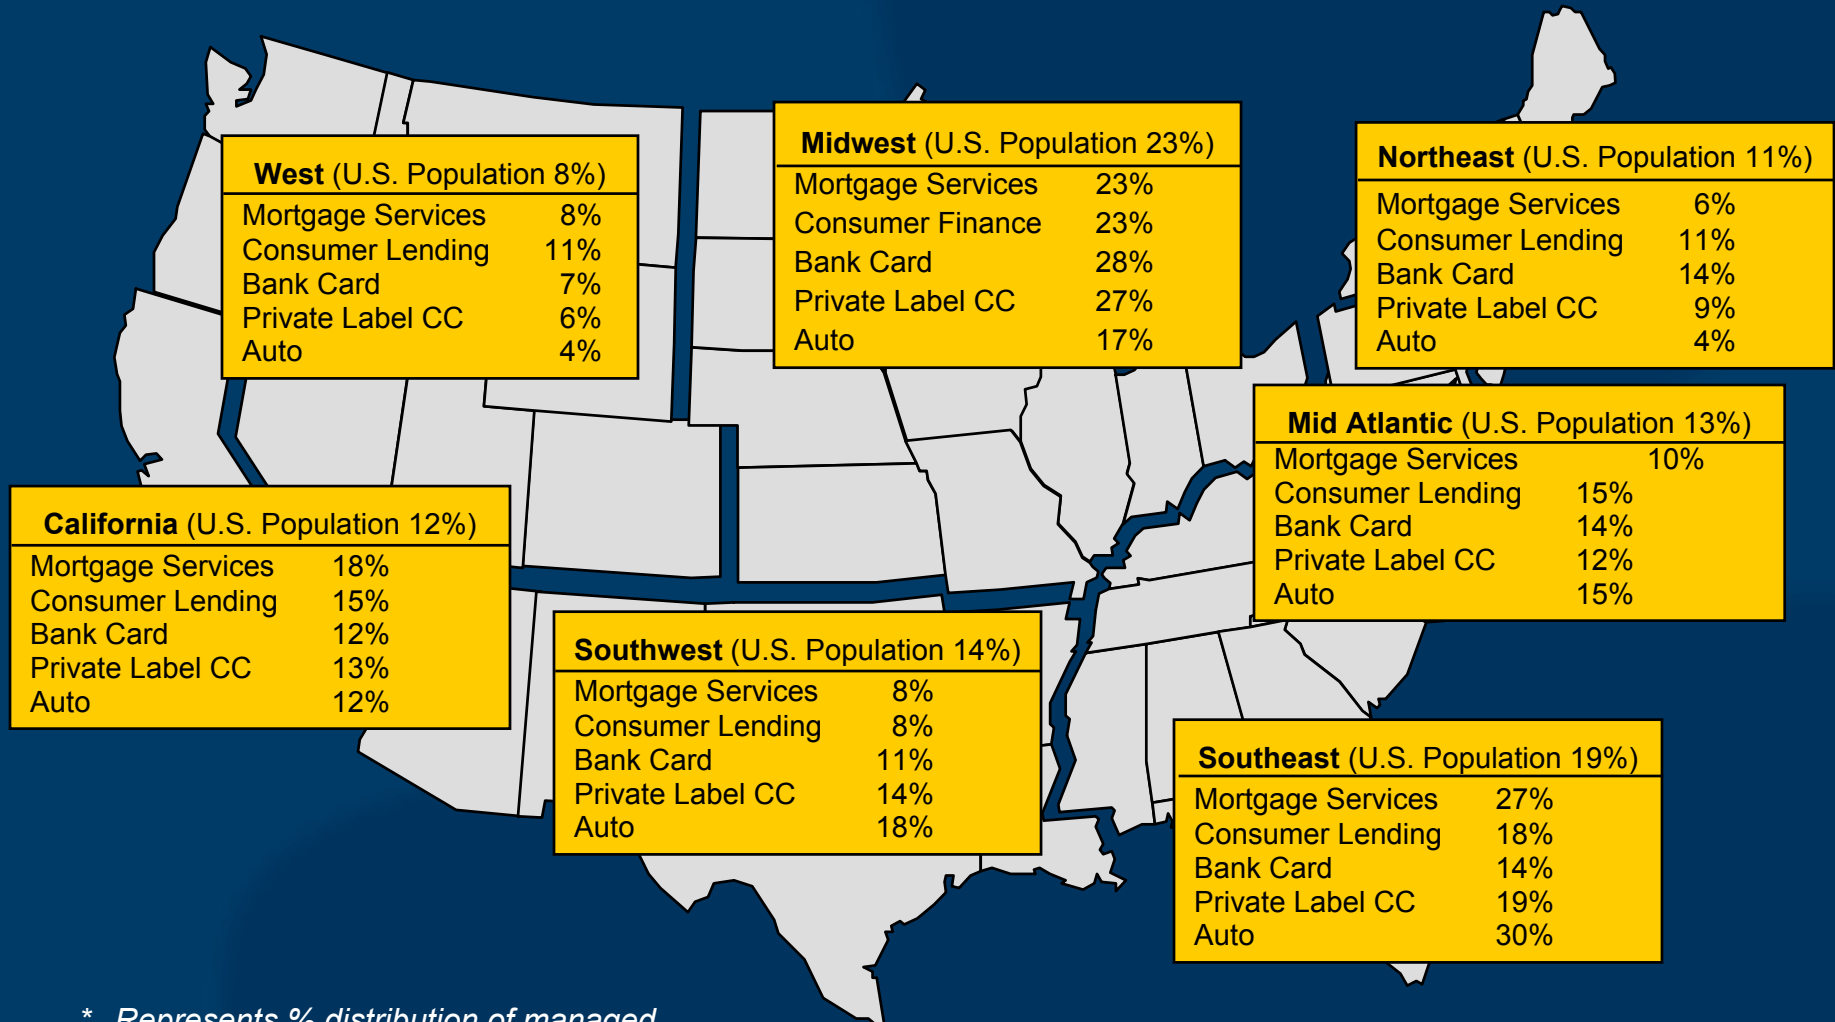 West (U.S. Population 8%)
Mortgage Services 8%
Consumer Lending 11%
Bank Card 7%
Private Label CC 6%
Auto 4%
Midwest (U.S. Population 23%)
Mortgage Services 23%
Consumer Finance 23%
Bank Card 28%
Private Label CC 27%
Auto 17%
Northeast (U.S. Population 11%)
Mortgage Services 6%
Consumer Lending 11%
Bank Card 14%
Private Label CC 9%
Auto 4%
Mid Atlantic (U.S. Population 13%)
Mortgage Services 10%
Consumer Lending 15%
Bank Card 14%
Private Label CC 12%
Auto 15%
California (U.S. Population 12%)
Mortgage Services 18%
Consumer Lending 15%
Bank Card 12%
Private Label CC 13%
Auto 12%
Southwest (U.S. Population 14%)
Mortgage Services 8%
Consumer Lending 8%
Bank Card 11%
Private Label CC 14%
Auto 18%
Southeast (U.S. Population 19%)
Mortgage Services 27%
Consumer Lending 18%
Bank Card 14%
Private Label CC 19%
Auto 30%
* Represents % distribution of managed